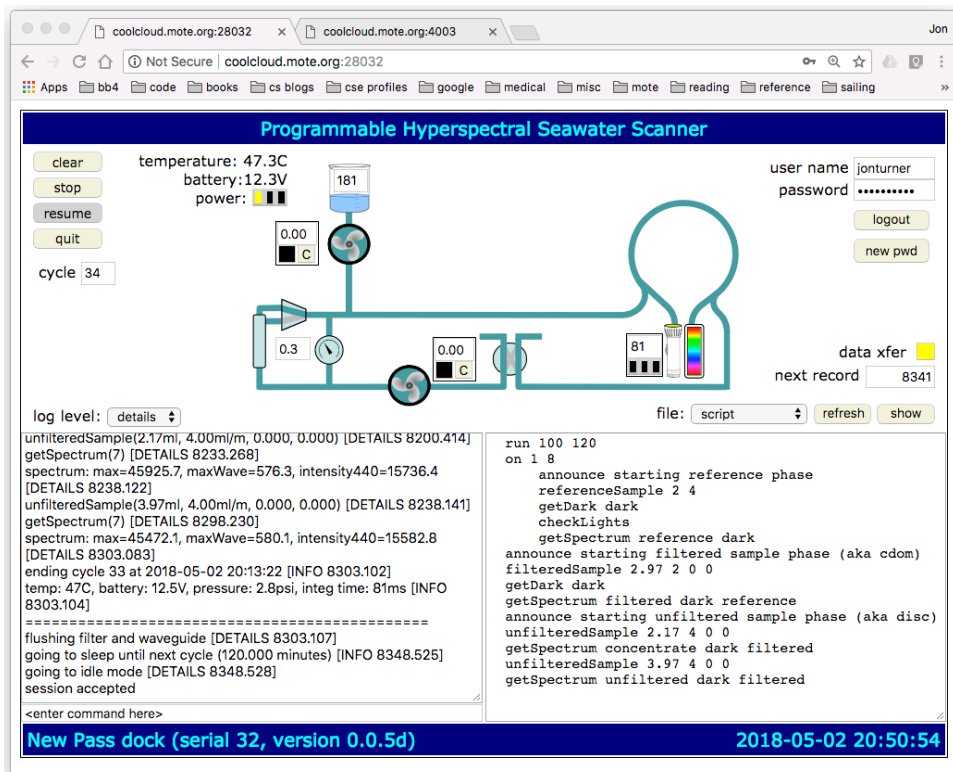 coolcloud.mote.org:28032
coolcloud.mote.org:4003
Jon
Not Secure | coolcloud.mote.org:28032
Apps bb4 code books cs blogs cse profiles google medical misc mote reading reference sailing »
Programmable Hyperspectral Seawater Scanner
clear
stop
resume
quit
cycle 34
temperature: 47.3C
battery:12.3V
power:
181
0.00
C
user name jonturner
password ••••••••••
logout
new pwd
0.3
0.00
C
81
data xfer
next record 8341
log level: details
file: script refresh show
unfilteredSample(2.17ml, 4.00ml/m, 0.000, 0.000) [DETAILS 8200.414]
getSpectrum(7) [DETAILS 8233.268]
spectrum: max=45925.7, maxWave=576.3, intensity440=15736.4
[DETAILS 8238.122]
unfilteredSample(3.97ml, 4.00ml/m, 0.000, 0.000) [DETAILS 8238.141]
getSpectrum(7) [DETAILS 8298.230]
spectrum: max=45472.1, maxWave=580.1, intensity440=15582.8
[DETAILS 8303.083]
ending cycle 33 at 2018-05-02 20:13:22 [INFO 8303.102]
temp: 47C, battery: 12.5V, pressure: 2.8psi, integ time: 81ms [INFO
8303.104]
===============================================
flushing filter and waveguide [DETAILS 8303.107]
going to sleep until next cycle (120.000 minutes) [INFO 8348.525]
going to idle mode [DETAILS 8348.528]
session accepted
<enter command here>
run 100 120
on 1 8
announce starting reference phase
referenceSample 2 4
getDark dark
checkLights
getSpectrum reference dark
announce starting filtered sample phase (aka cdom)
filteredSample 2.97 2 0 0
getDark dark
getSpectrum filtered dark reference
announce starting unfiltered sample phase (aka disc)
unfilteredSample 2.17 4 0 0
getSpectrum concentrate dark filtered
unfilteredSample 3.97 4 0 0
getSpectrum unfiltered dark filtered
New Pass dock (serial 32, version 0.0.5d)
2018-05-02 20:50:54